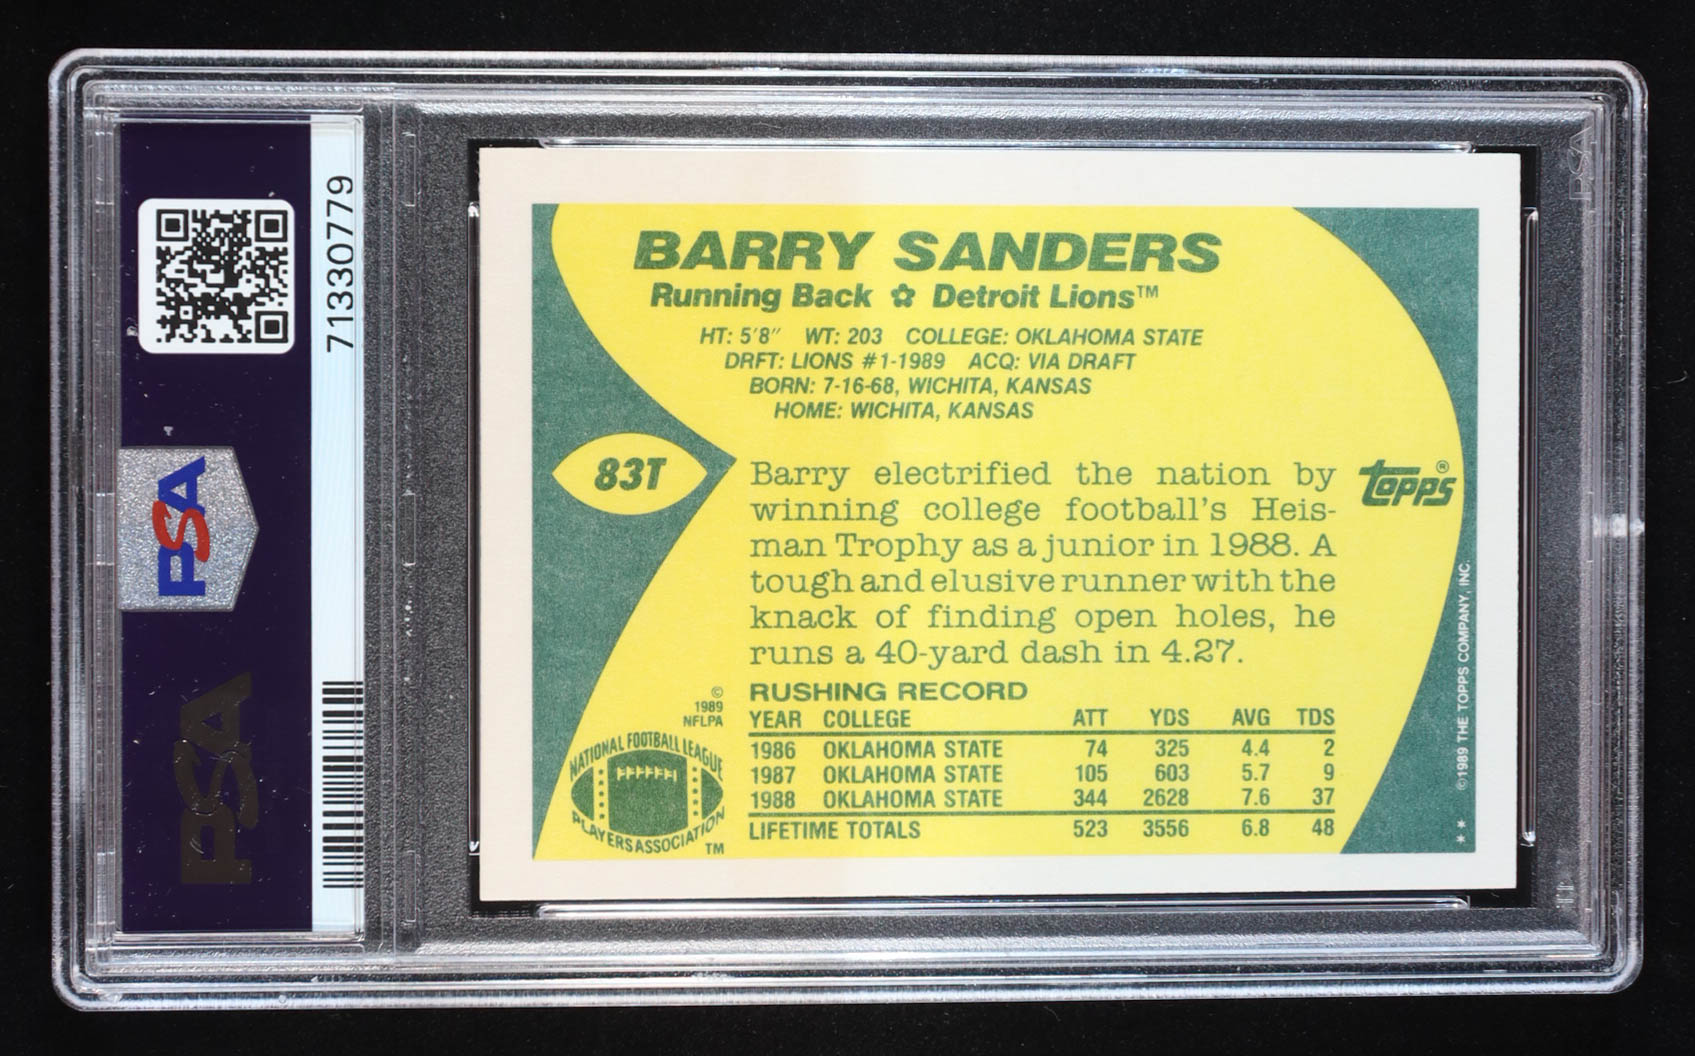 71330779
PSA
PSA
PSA
BARRY SANDERS
Running Back ✿ Detroit Lions™
HT: 5'8" WT: 203 COLLEGE: OKLAHOMA STATE
DRFT: LIONS #1-1989 ACQ: VIA DRAFT
BORN: 7-16-68, WICHITA, KANSAS
HOME: WICHITA, KANSAS
83T
Barry electrified the nation by
winning college football's Heis-
man Trophy as a junior in 1988. A
tough and elusive runner with the
knack of finding open holes, he
runs a 40-yard dash in 4.27.
topps®
RUSHING RECORD
YEAR COLLEGE ATT YDS AVG TDS
1986 OKLAHOMA STATE 74 325 4.4 2
1987 OKLAHOMA STATE 105 603 5.7 9
1988 OKLAHOMA STATE 344 2628 7.6 37
LIFETIME TOTALS 523 3556 6.8 48
©
1989
NFLPA
NATIONAL FOOTBALL LEAGUE
PLAYERS ASSOCIATION
TM
©1989 THE TOPPS COMPANY, INC.
**